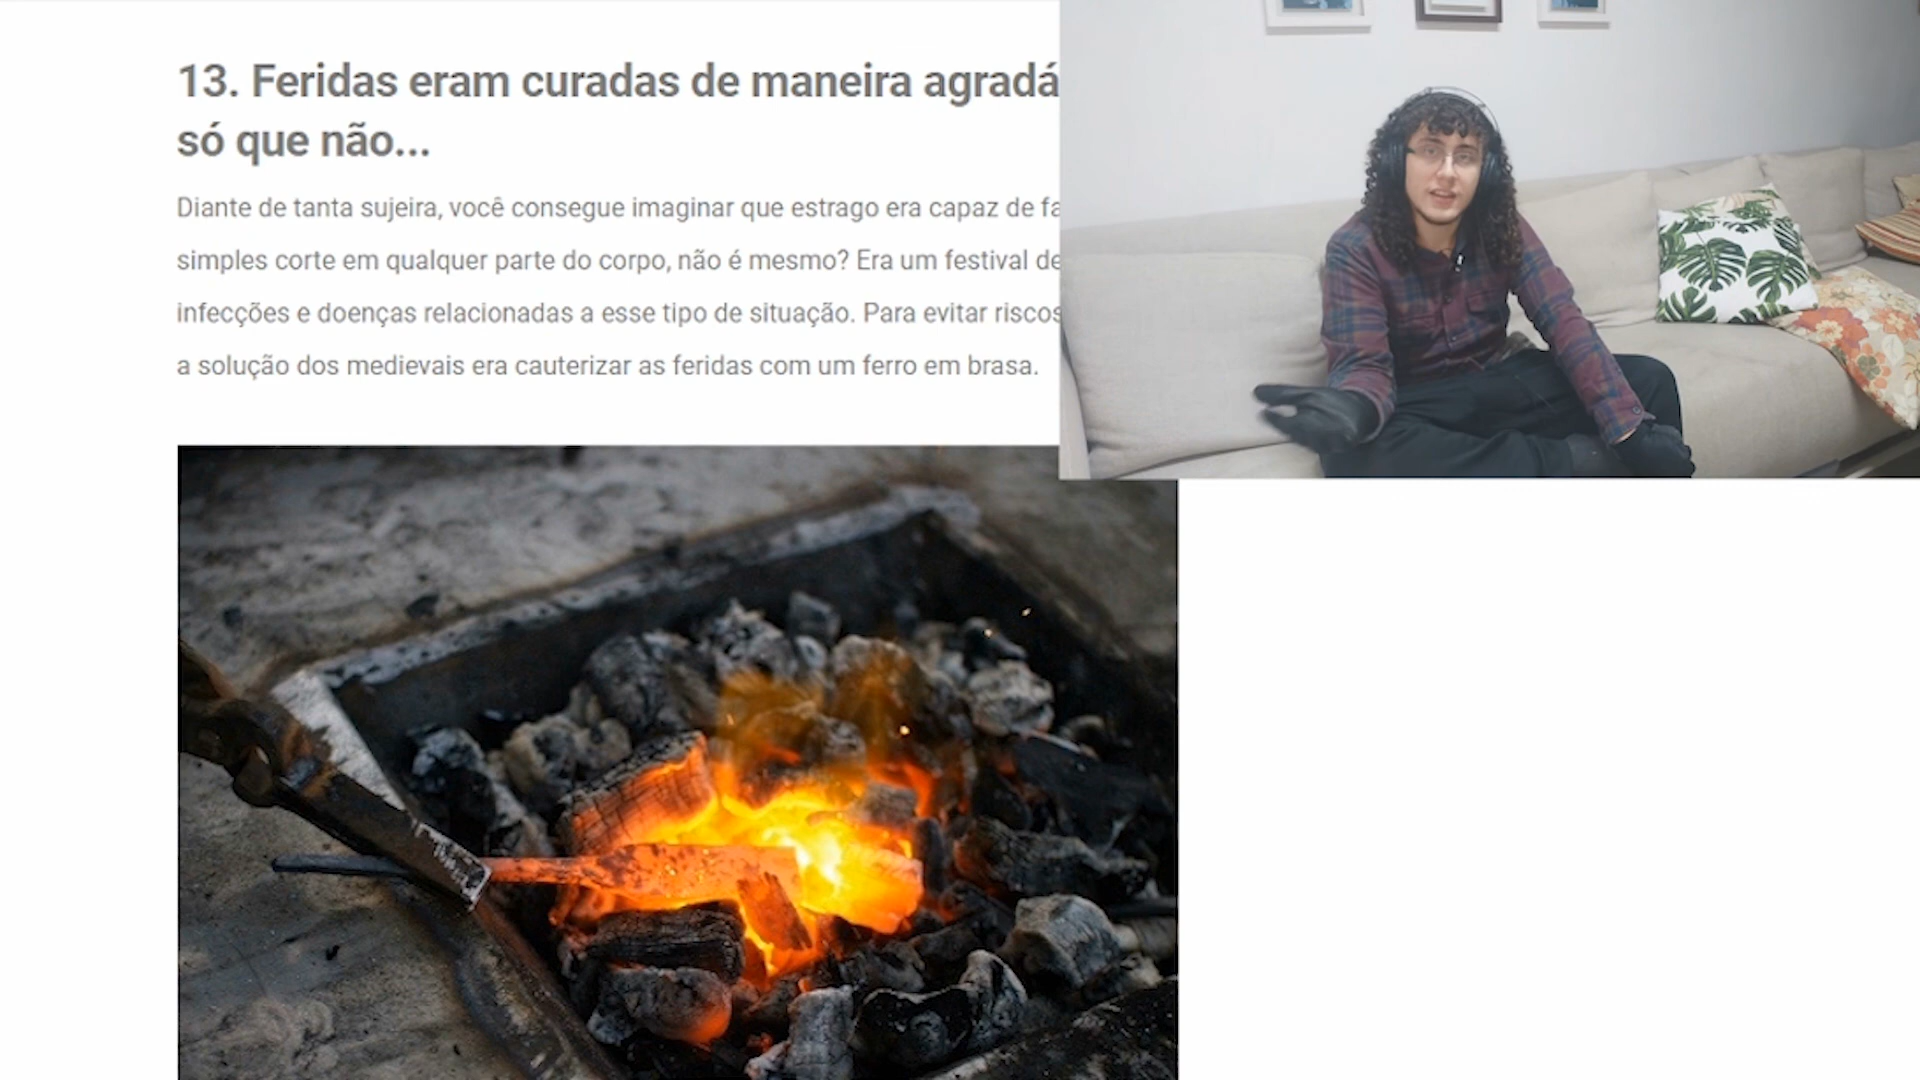 13. Feridas eram curadas de maneira agradá
só que não...
Diante de tanta sujeira, você consegue imaginar que estrago era capaz de fa
simples corte em qualquer parte do corpo, não é mesmo? Era um festival de
infecções e doenças relacionadas a esse tipo de situação. Para evitar riscos
a solução dos medievais era cauterizar as feridas com um ferro em brasa.